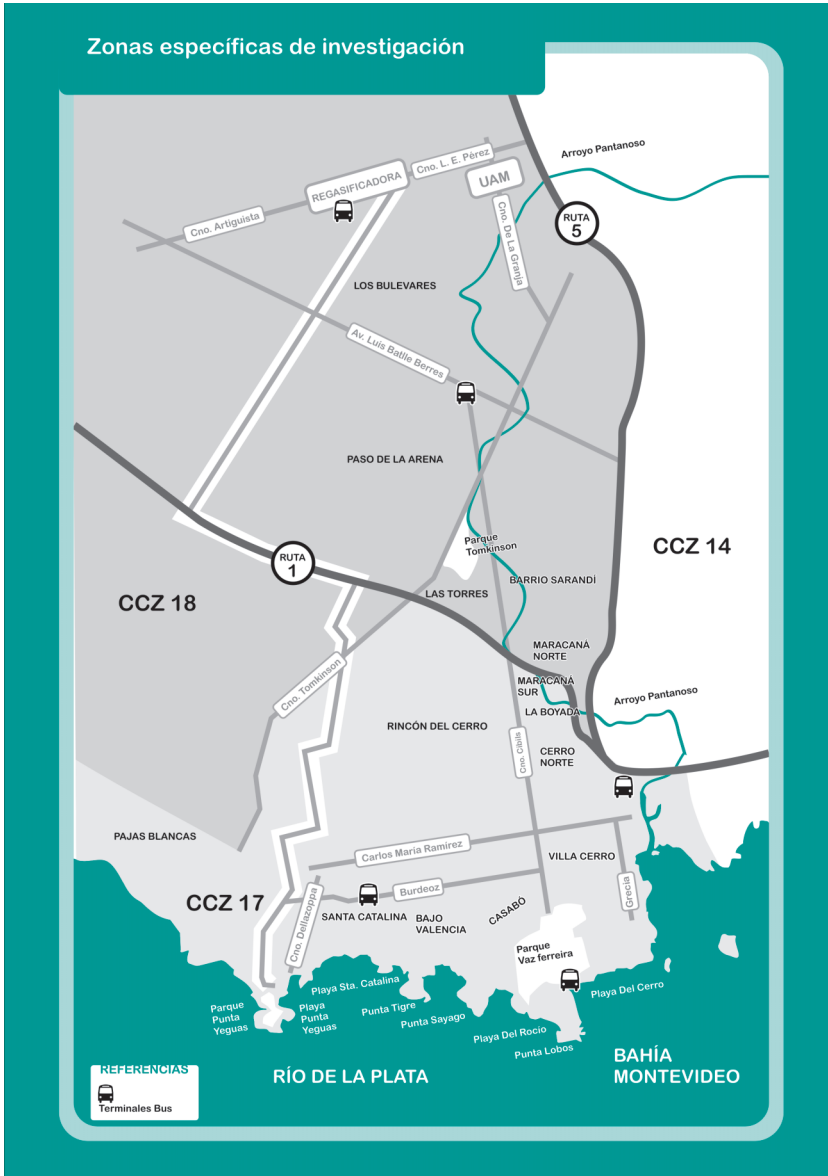 Zonas específicas de investigación
Arroyo Pantanoso
Cno. L. E. Pérez
UAM
REGASIFICADORA
Cno. Artiguista
Cno. De La Granja
RUTA
5
LOS BULEVARES
Av. Luis Batlle Berres
PASO DE LA ARENA
Parque
Tomkinson
CCZ 14
RUTA
1
BARRIO SARANDÍ
LAS TORRES
CCZ 18
MARACANÁ
NORTE
MARACANÁ
SUR
Cno. Tomkinson
Arroyo Pantanoso
LA BOYADA
RINCÓN DEL CERRO
Cno. Cibils
CERRO
NORTE
PAJAS BLANCAS
Carlos María Ramírez
VILLA CERRO
Grecia
CCZ 17
Burdeoz
Cno. Dellazoppa
SANTA CATALINA
BAJO
VALENCIA
CASABÓ
Parque
Vaz ferreira
Playa Sta. Catalina
Playa Del Cerro
Parque
Punta
Yeguas
Playa
Punta
Yeguas
Punta Tigre
Punta Sayago
Playa Del Rocío
Punta Lobos
BAHÍA
MONTEVIDEO
RÍO DE LA PLATA
REFERENCIAS
Terminales Bus